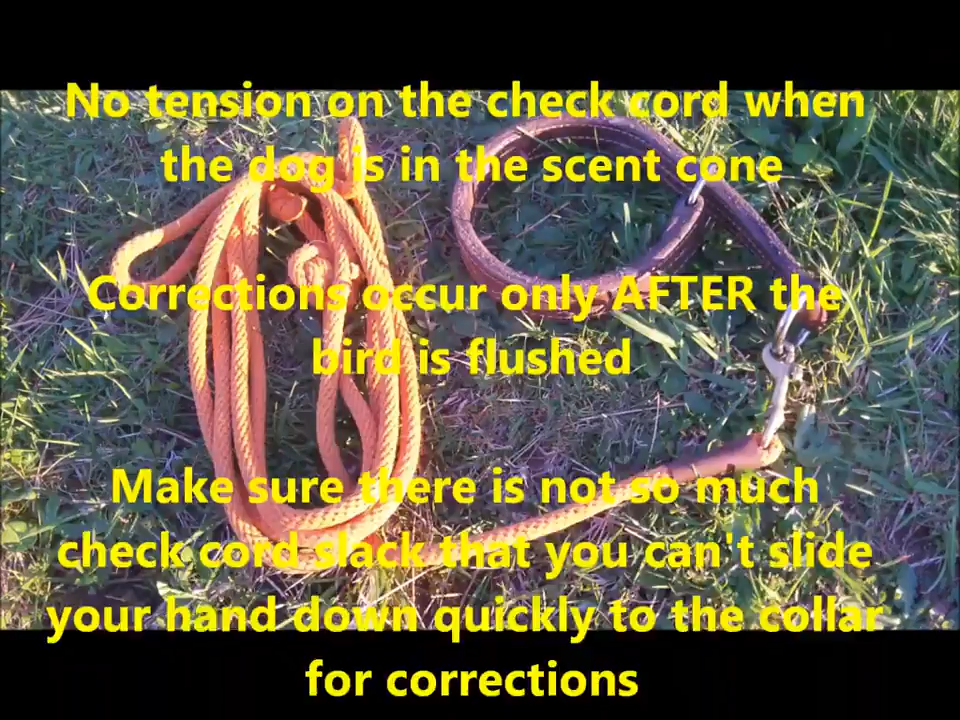 No tension on the check cord when
the dog is in the scent cone
Corrections occur only AFTER the
bird is flushed
Make sure there is not so much
check cord slack that you can't slide
your hand down quickly to the collar
for corrections